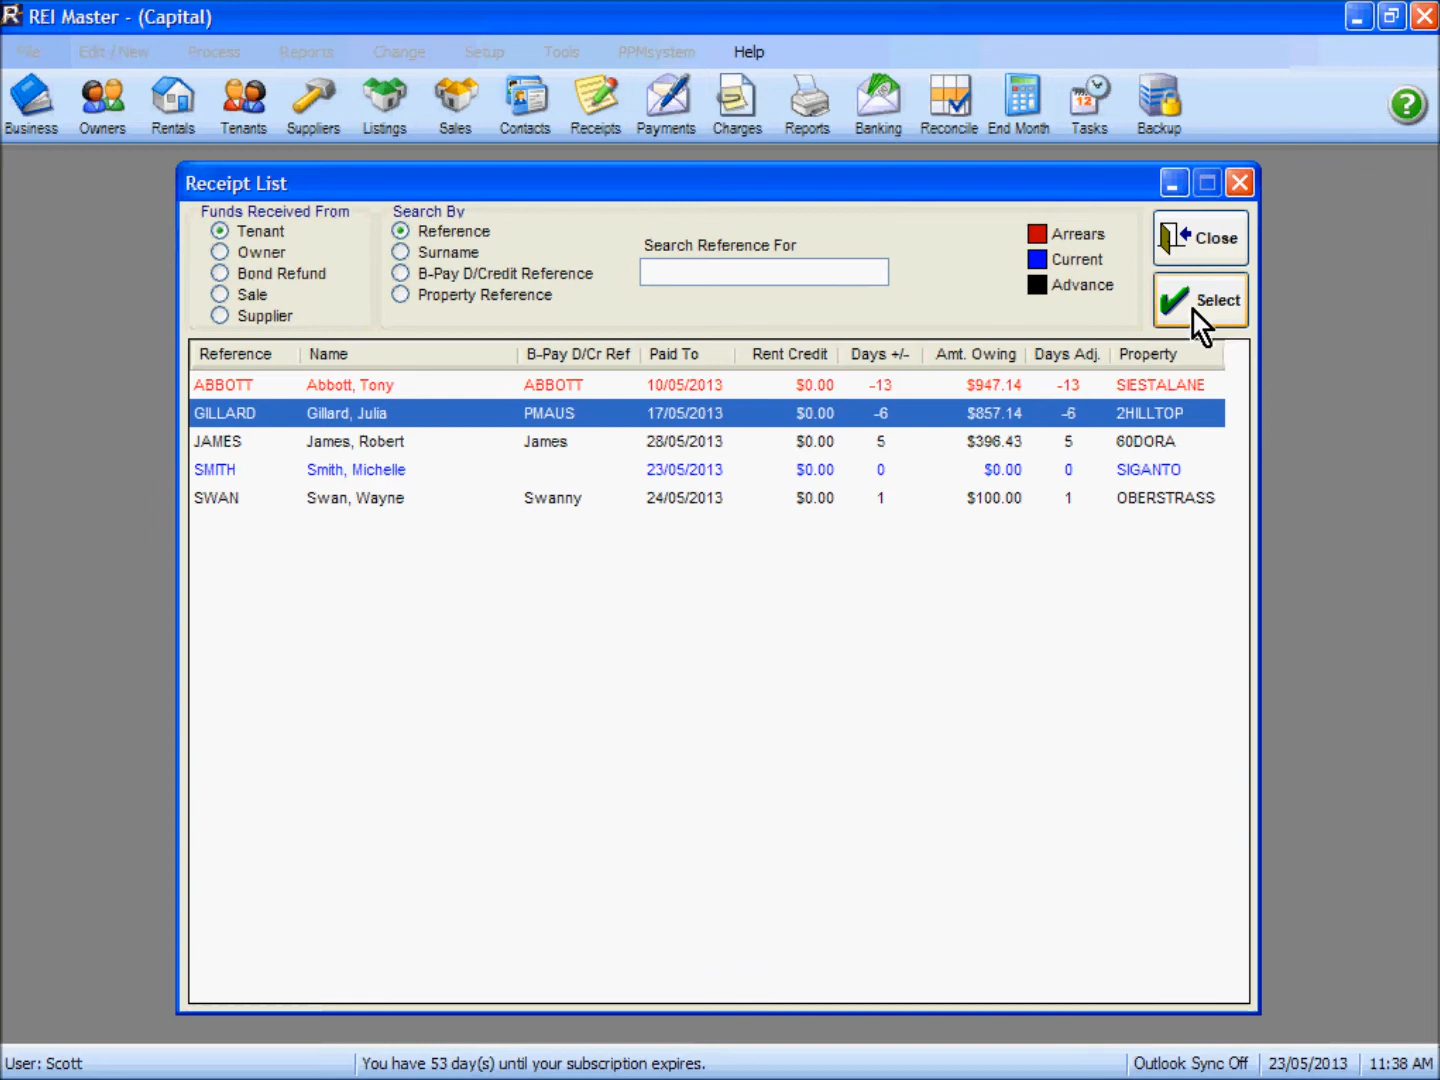 REI Master - (Capital)
File Edit / New Process Reports Change Setup Tools PPMsystem Help
Business Owners Rentals Tenants Suppliers Listings Sales Contacts Receipts Payments Charges Reports Banking Reconcile End Month Tasks Backup
Receipt List
Funds Received From
Tenant
Owner
Bond Refund
Sale
Supplier
Search By
Reference
Surname
B-Pay D/Credit Reference
Property Reference
Search Reference For
Arrears
Current
Advance
Close
Select
Reference Name B-Pay D/Cr Ref Paid To Rent Credit Days +/- Amt. Owing Days Adj. Property
ABBOTT Abbott, Tony ABBOTT 10/05/2013 $0.00 -13 $947.14 -13 SIESTALANE
GILLARD Gillard, Julia PMAUS 17/05/2013 $0.00 -6 $857.14 -6 2HILLTOP
JAMES James, Robert James 28/05/2013 $0.00 5 $396.43 5 60DORA
SMITH Smith, Michelle 23/05/2013 $0.00 0 $0.00 0 SIGANTO
SWAN Swan, Wayne Swanny 24/05/2013 $0.00 1 $100.00 1 OBERSTRASS
User: Scott You have 53 day(s) until your subscription expires. Outlook Sync Off 23/05/2013 11:38 AM